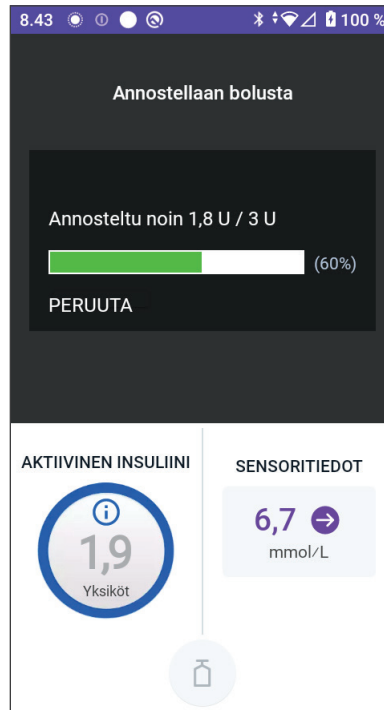 8.43 100 %
Annostellaan bolusta
Annosteltu noin 1,8 U / 3 U
(60%)
PERUUTA
AKTIIVINEN INSULIINI
1,9
Yksiköt
SENSORITIEDOT
6,7
mmol/L